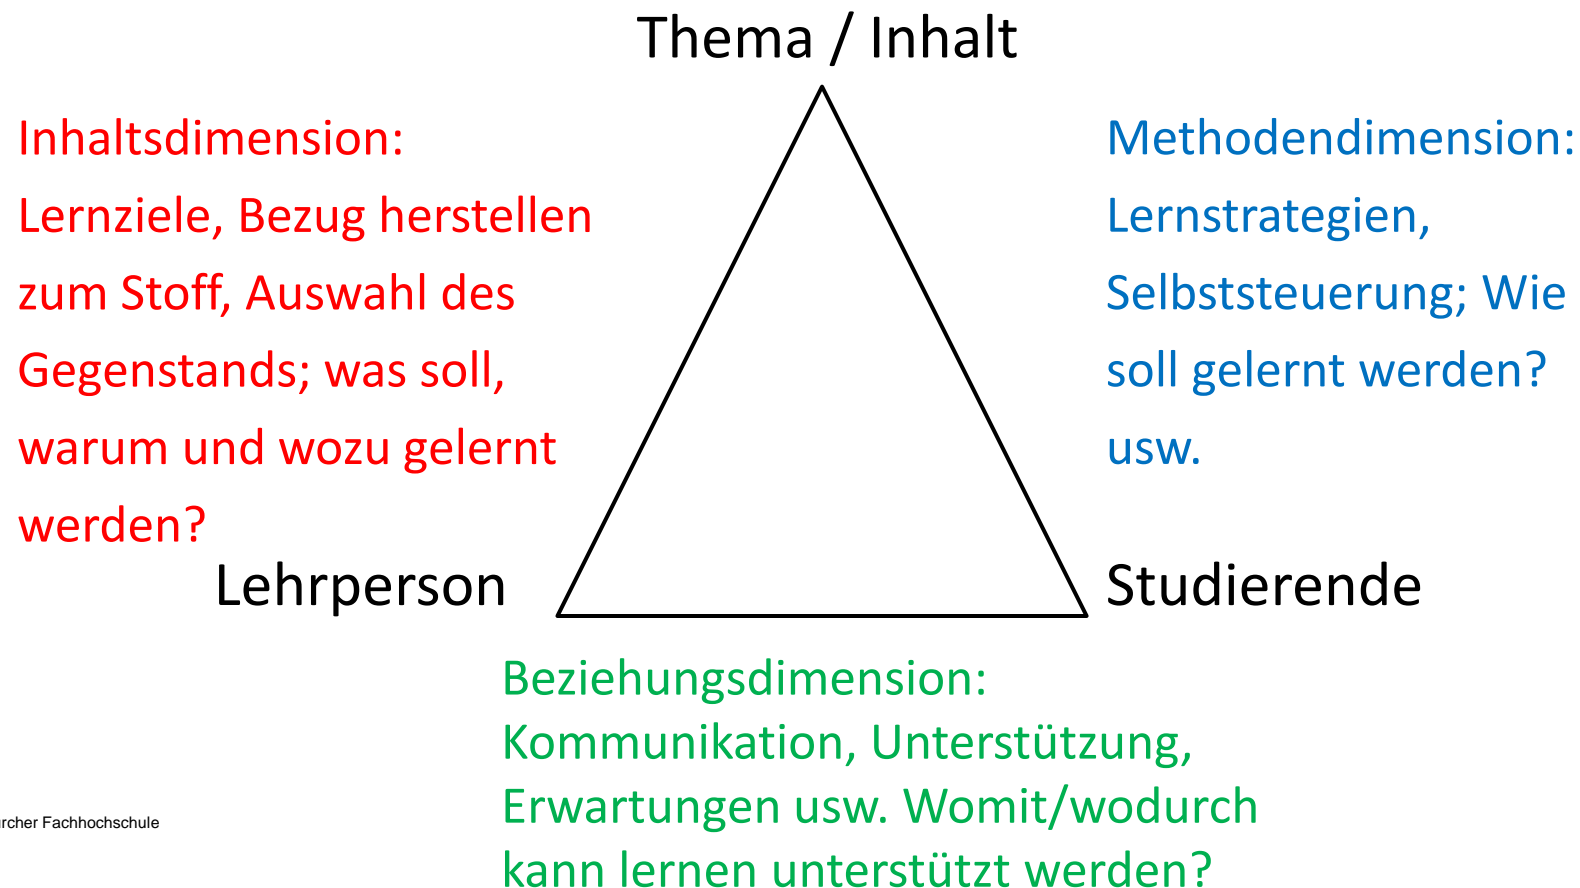 Thema / Inhalt
Inhaltsdimension:
Lernziele, Bezug herstellen
zum Stoff, Auswahl des
Gegenstands; was soll,
warum und wozu gelernt
werden?
Methodendimension:
Lernstrategien,
Selbststeuerung; Wie
soll gelernt werden?
usw.
Lehrperson
Studierende
Beziehungsdimension:
Kommunikation, Unterstützung,
Erwartungen usw. Womit/wodurch
kann lernen unterstützt werden?
Fachhochschule